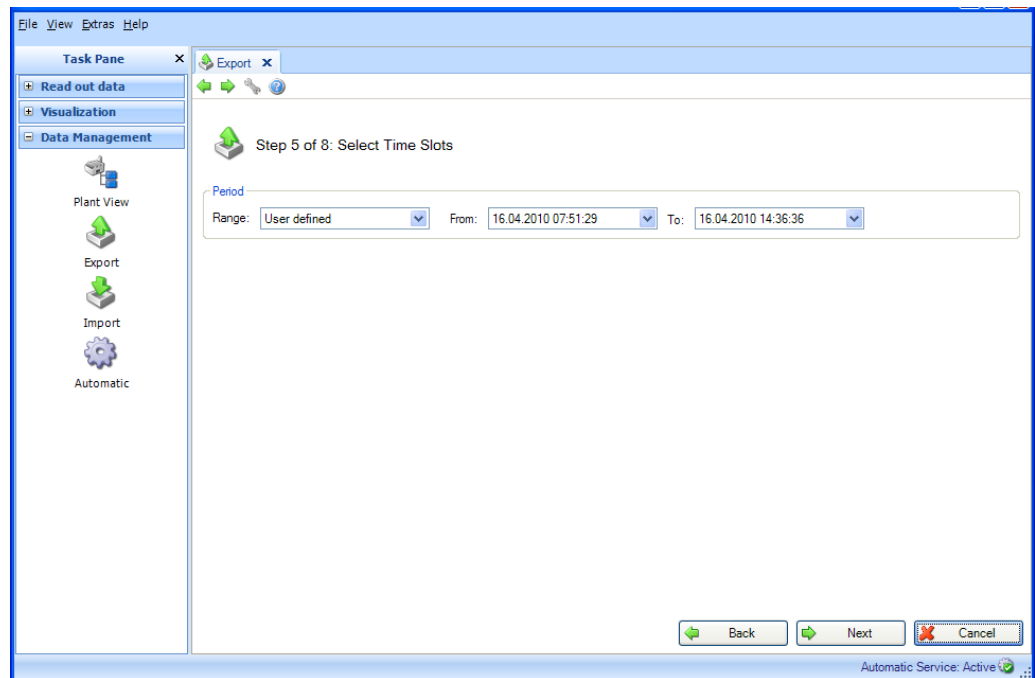 File View Extras Help
Task Pane
Export
Read out data
Visualization
Data Management
Plant View
Export
Import
Automatic
Step 5 of 8: Select Time Slots
Period
Range: User defined From: 16.04.2010 07:51:29 To: 16.04.2010 14:36:36
Back Next Cancel
Automatic Service: Active